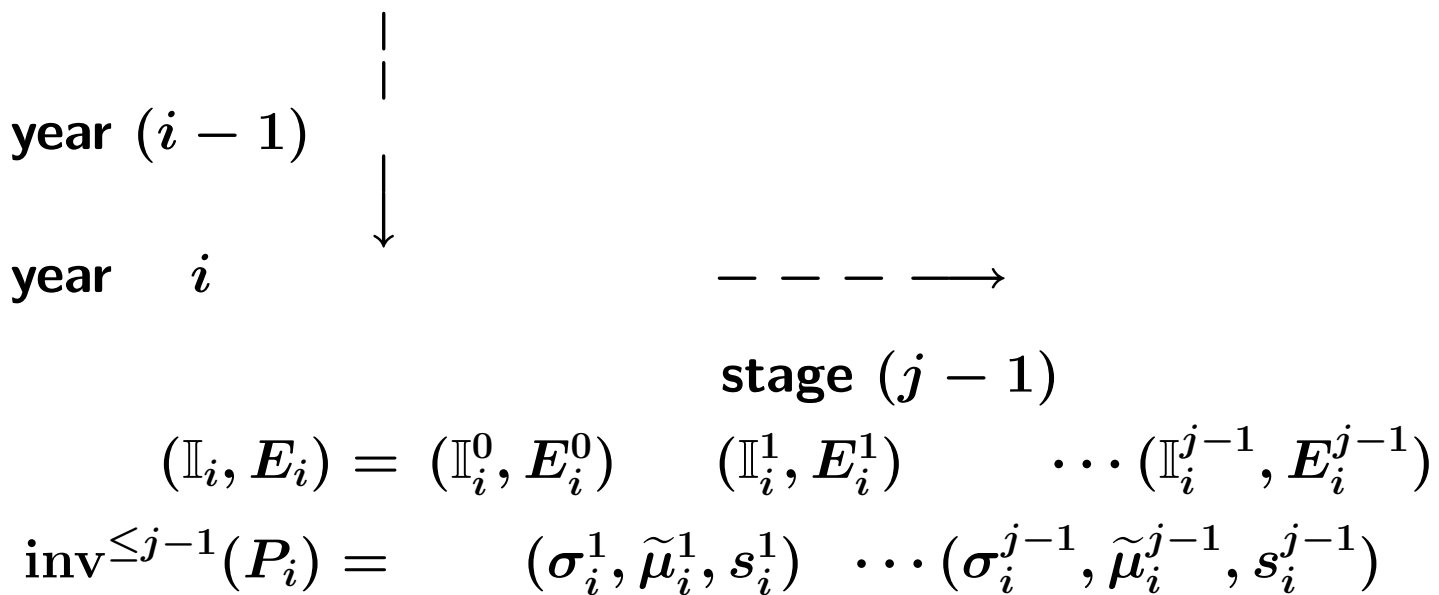 year (i − 1)
year i
stage (j − 1)
(𝕀_i, E_i) = (𝕀_i^0, E_i^0) (𝕀_i^1, E_i^1) ⋯ (𝕀_i^{j−1}, E_i^{j−1})
inv^{≤j−1}(P_i) = (σ_i^1, μ̃_i^1, s_i^1) ⋯ (σ_i^{j−1}, μ̃_i^{j−1}, s_i^{j−1})